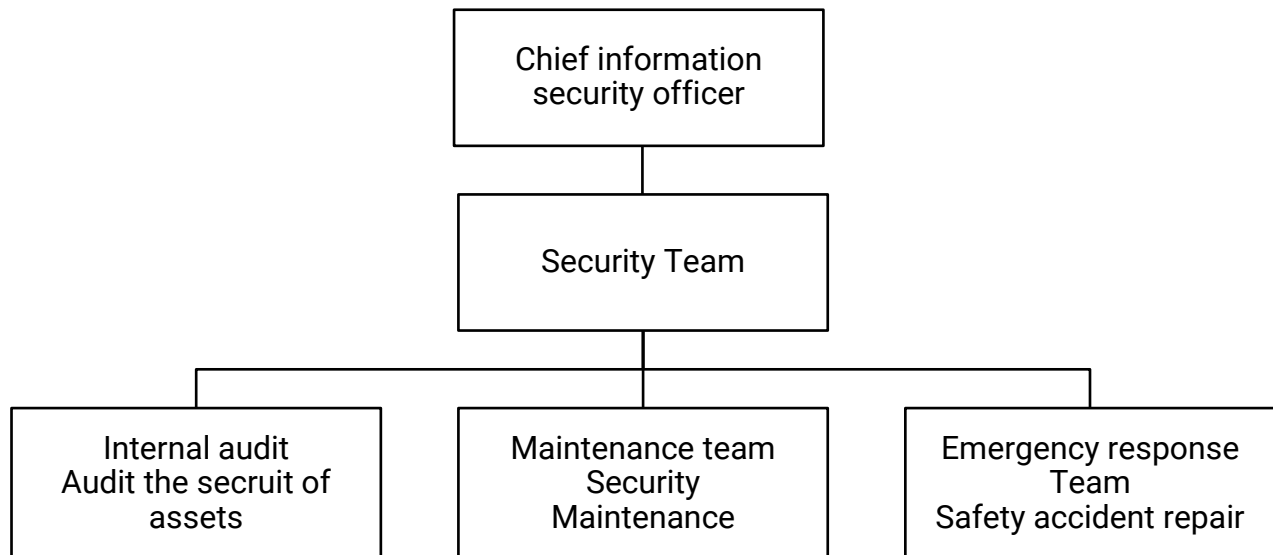 Chief information
security officer
Security Team
Internal audit
Audit the secruit of
assets
Maintenance team
Security
Maintenance
Emergency response
Team
Safety accident repair